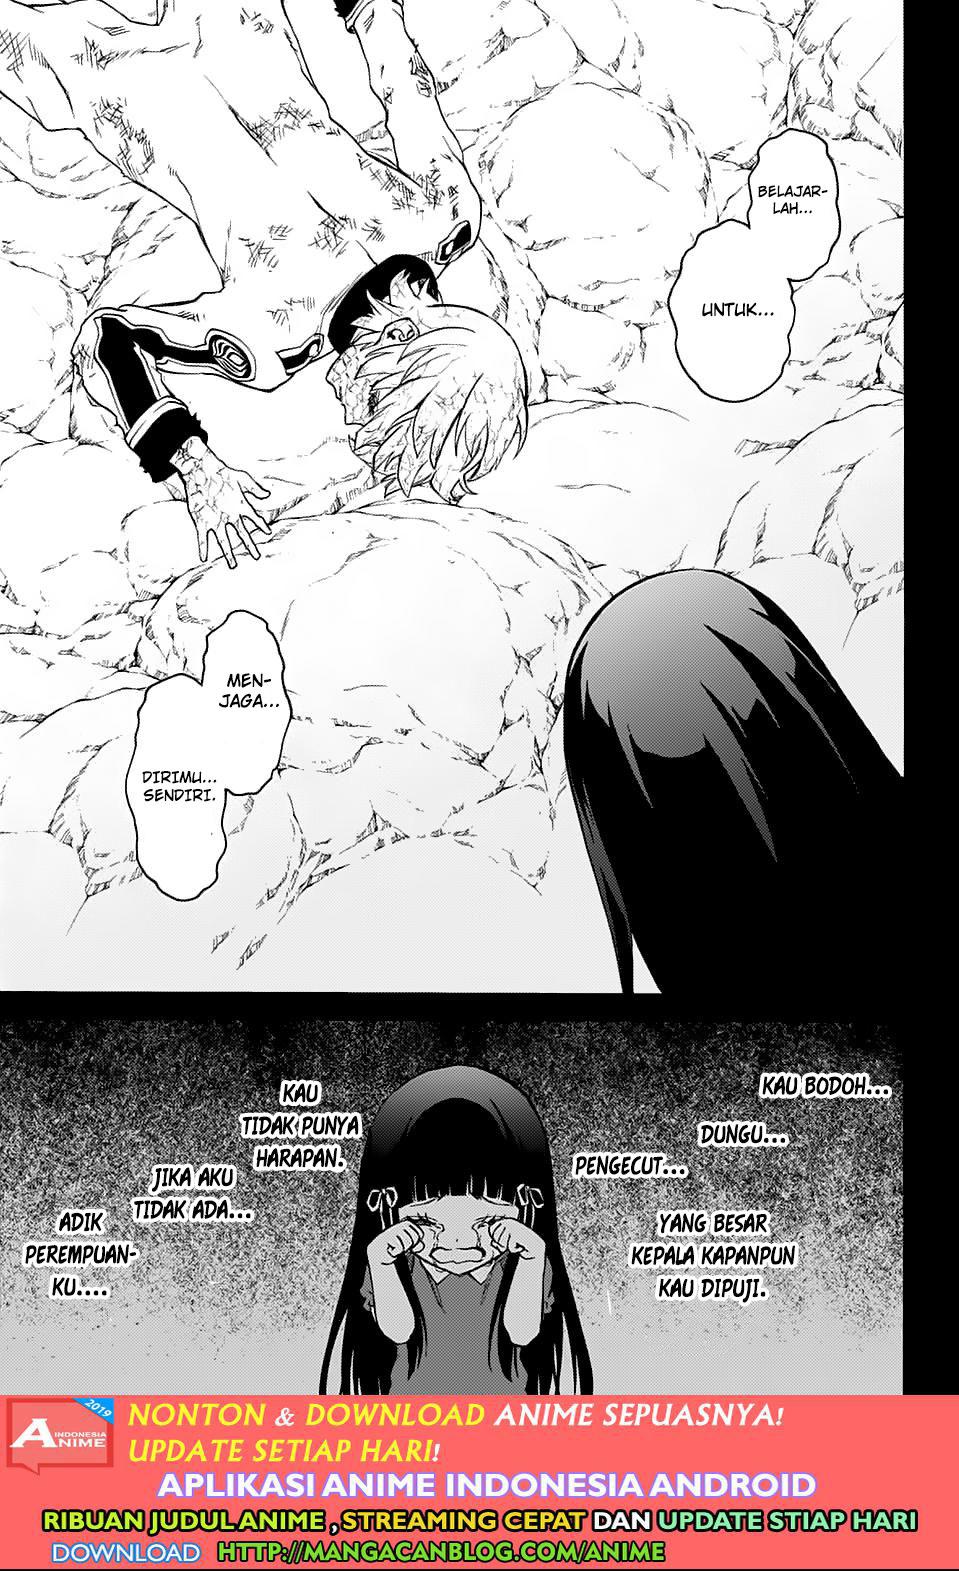 BELAJAR-
LAH...
UNTUK...
MEN-
JAGA...
DIRIMU...
SENDIRI.
KAU BODOH...
DUNGU...
PENGECUT...
YANG BESAR
KEPALA KAPANPUN
KAU DIPUJI.
KAU
TIDAK PUNYA
HARAPAN.
JIKA AKU
TIDAK ADA...
ADIK
PEREMPUAN-
KU....
2019
INDONESIA
ANIME
NONTON & DOWNLOAD ANIME SEPUASNYA!
UPDATE SETIAP HARI!
APLIKASI ANIME INDONESIA ANDROID
RIBUAN JUDUL ANIME , STREAMING CEPAT DAN UPDATE STIAP HARI
DOWNLOAD HTTP://MANGACANBLOG.COM/ANIME